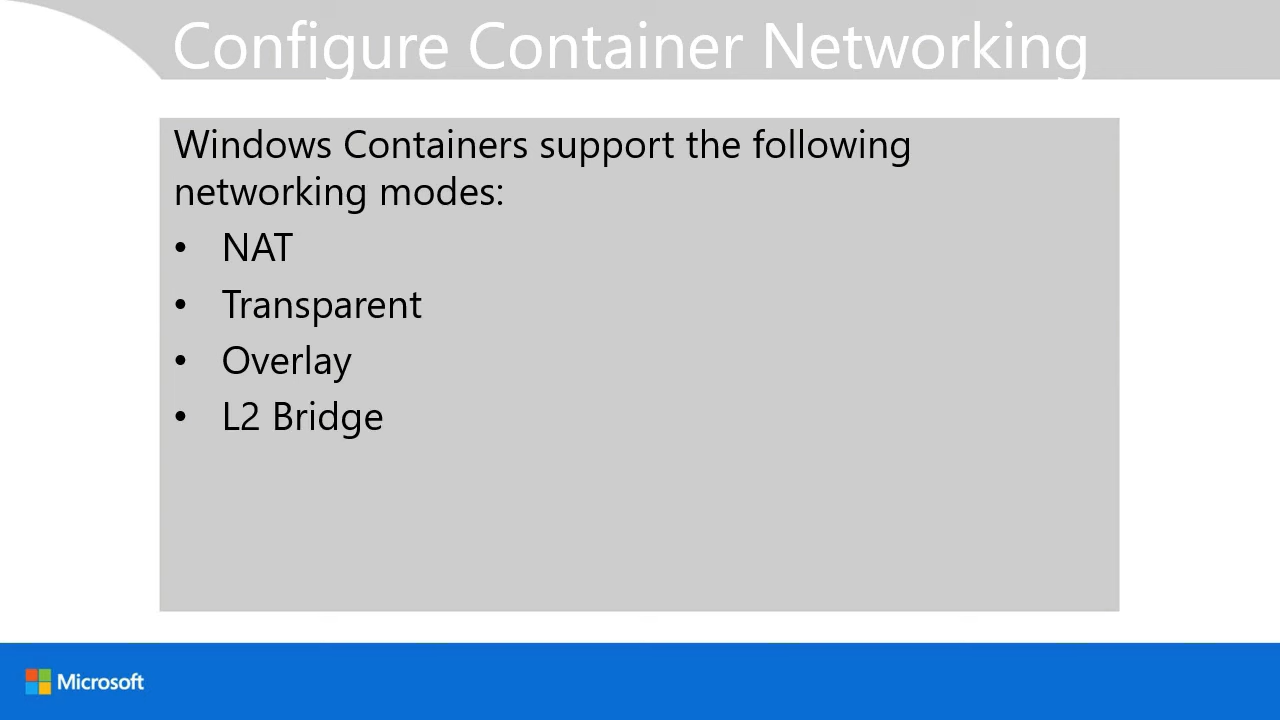 Configure Container Networking
Windows Containers support the following
networking modes:
• NAT
• Transparent
• Overlay
• L2 Bridge
Microsoft